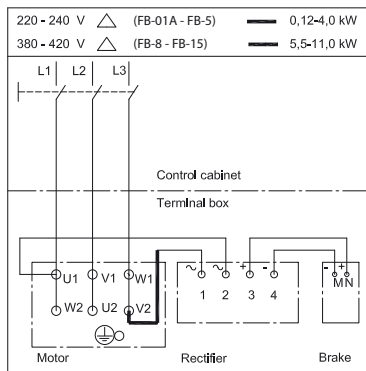 220 - 240 V △ (FB-01A - FB-5) 0,12-4,0 kW
380 - 420 V △ (FB-8 - FB-15) 5,5-11,0 kW
L1 L2 L3
Control cabinet
Terminal box
U1 V1 W1
W2 U2 V2
~ ~ + -
1 2 3 4
- +
M N
Motor Rectifier Brake